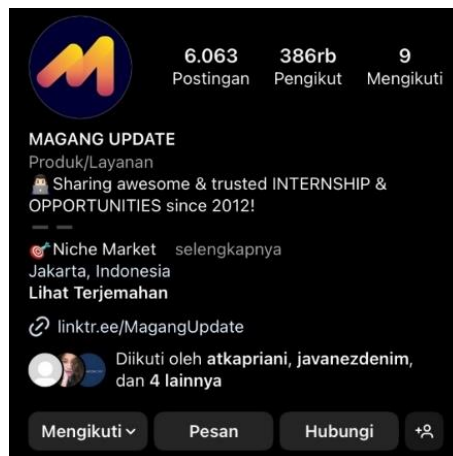 6.063 386rb 9
Postingan Pengikut Mengikuti
MAGANG UPDATE
Produk/Layanan
Sharing awesome & trusted INTERNSHIP &
OPPORTUNITIES since 2012!
— —
Niche Market selengkapnya
Jakarta, Indonesia
Lihat Terjemahan
linktr.ee/MagangUpdate
Diikuti oleh atkapriani, javanezdenim,
dan 4 lainnya
Mengikuti Pesan Hubungi